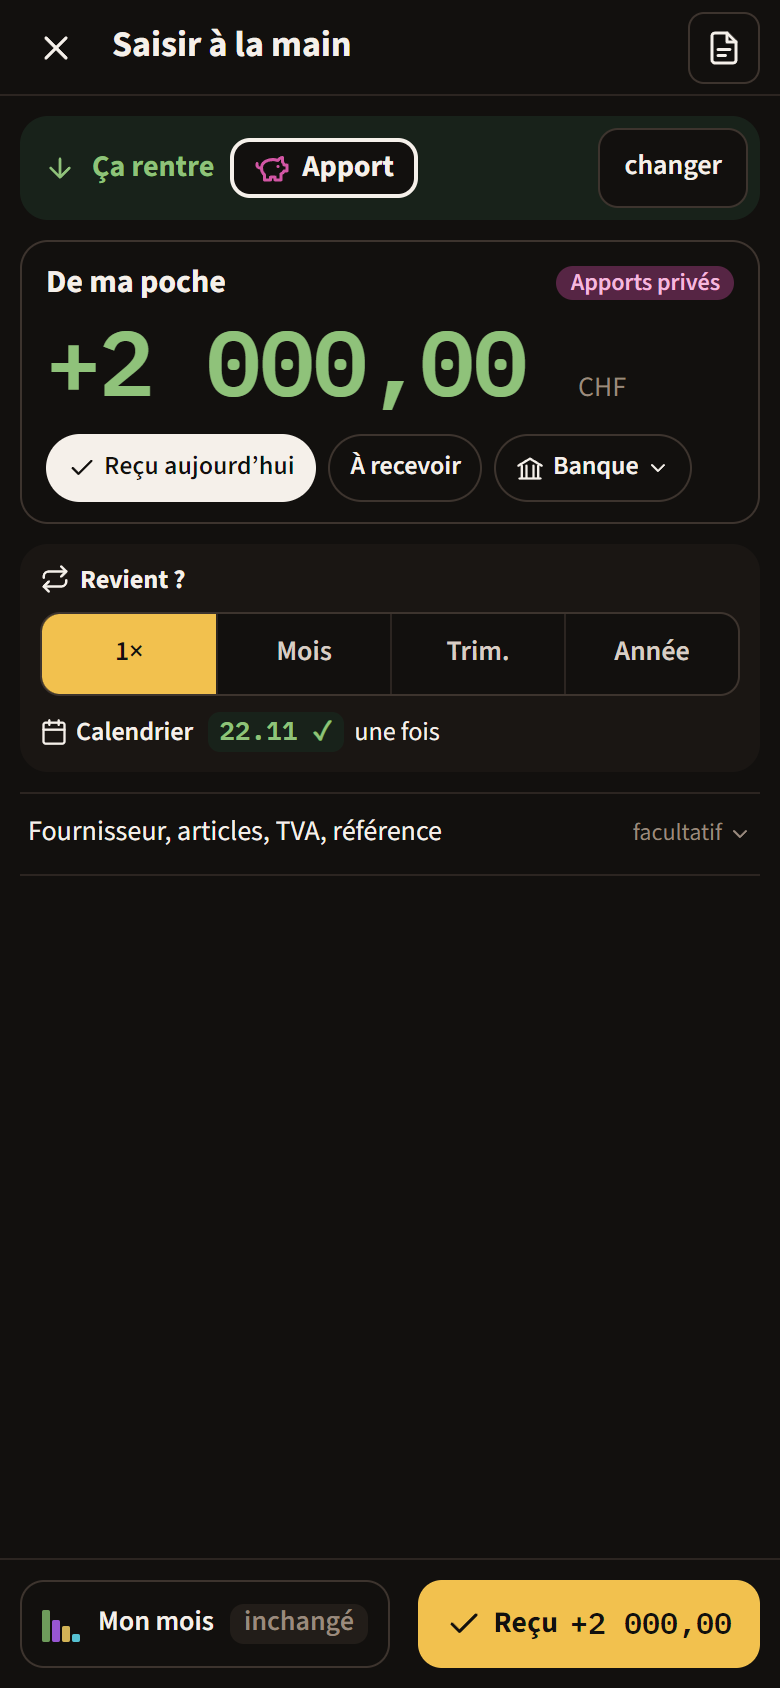 Saisir à la main
Ça rentre Apport changer
De ma poche Apports privés
+2 000,00 CHF
Reçu aujourd’hui À recevoir Banque
Revient ?
1× Mois Trim. Année
Calendrier 22.11 ✓ une fois
Fournisseur, articles, TVA, référence facultatif
Mon mois inchangé Reçu +2 000,00